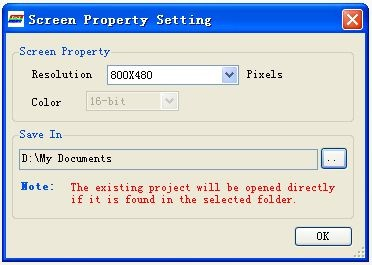 Screen Property Setting
Screen Property
Resolution 800X480 Pixels
Color 16-bit
Save In
D:\My Documents ..
Note: The existing project will be opened directly
if it is found in the selected folder.
OK